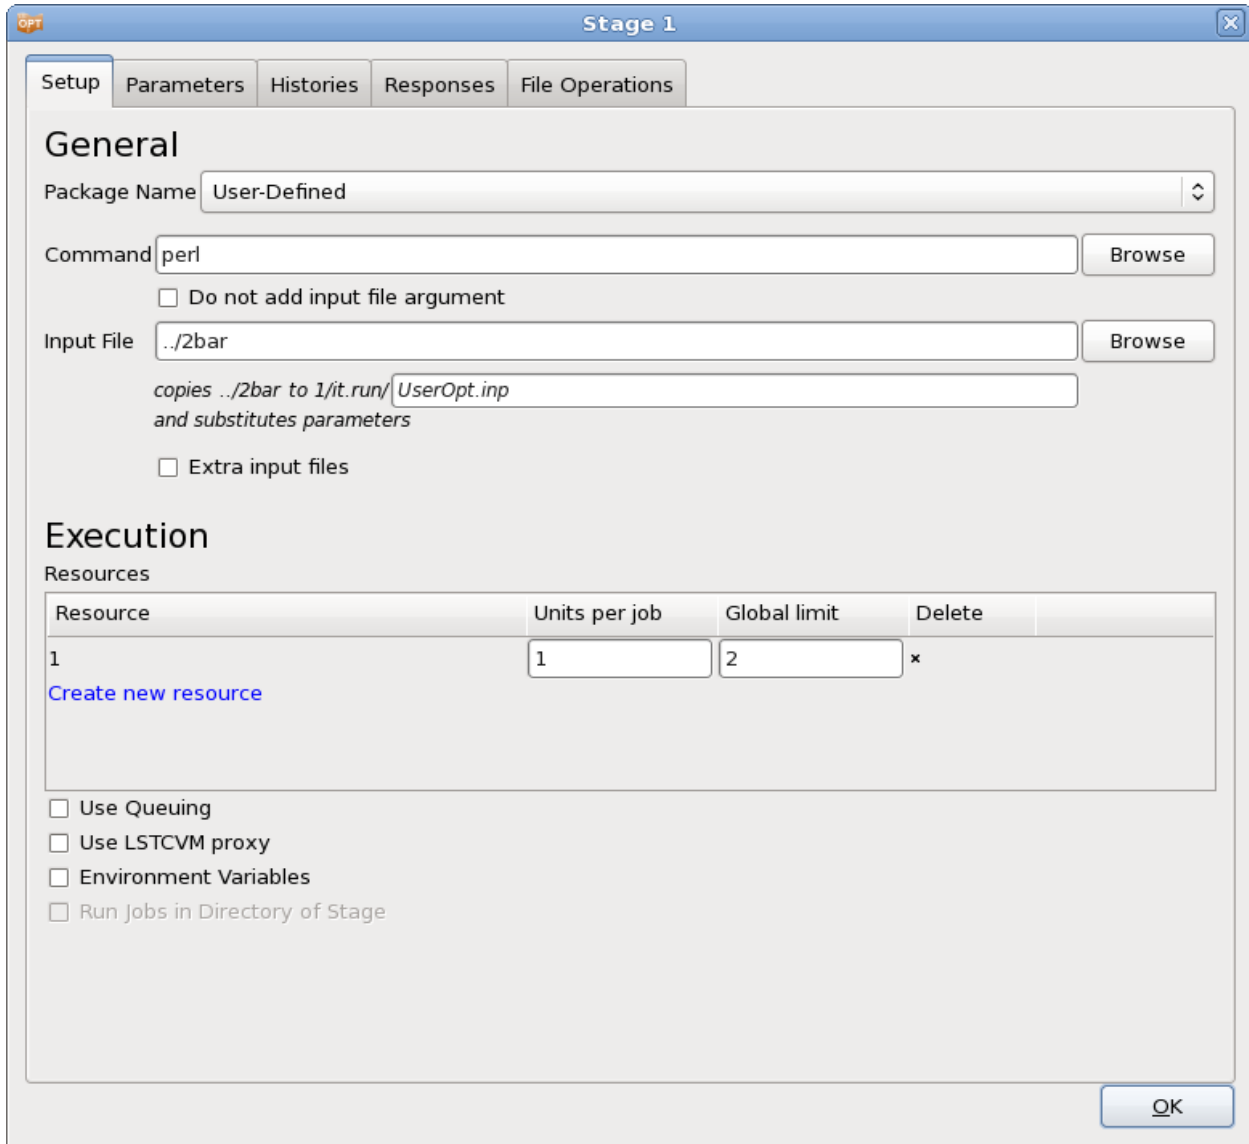 OPT Stage 1
Setup Parameters Histories Responses File Operations
General
Package Name User-Defined
Command perl Browse
Do not add input file argument
Input File ../2bar Browse
copies ../2bar to 1/it.run/ UserOpt.inp
and substitutes parameters
Extra input files
Execution
Resources
Resource Units per job Global limit Delete
1 1 2 ×
Create new resource
Use Queuing
Use LSTCVM proxy
Environment Variables
Run Jobs in Directory of Stage
OK